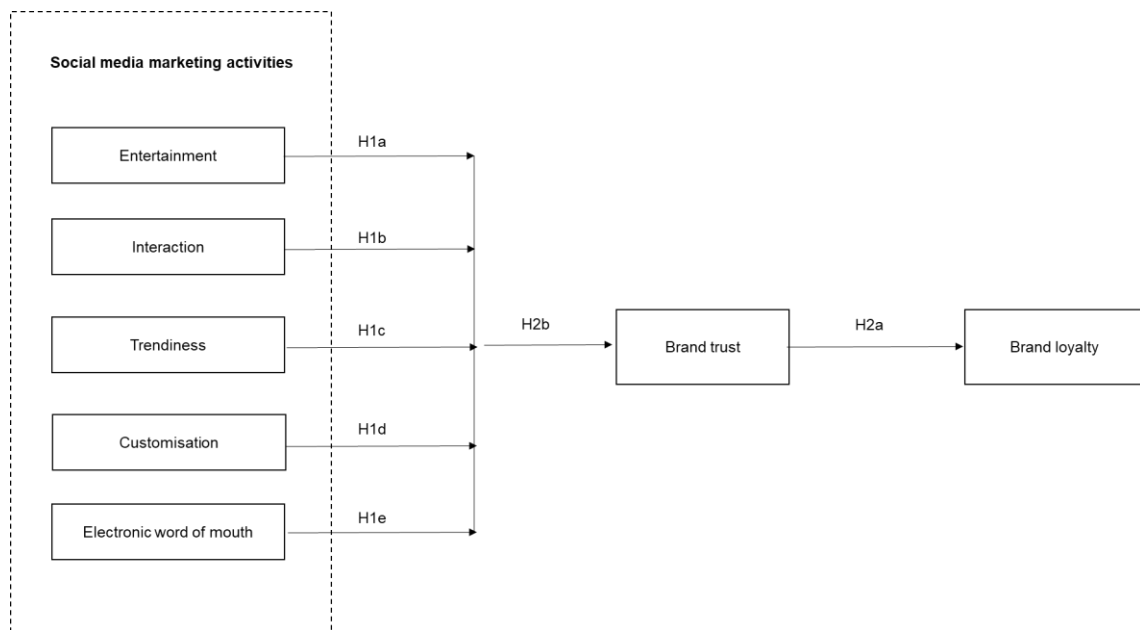 Social media marketing activities
Entertainment
H1a
Interaction
H1b
Trendiness
H1c
H2b
Brand trust
H2a
Brand loyalty
Customisation
H1d
Electronic word of mouth
H1e